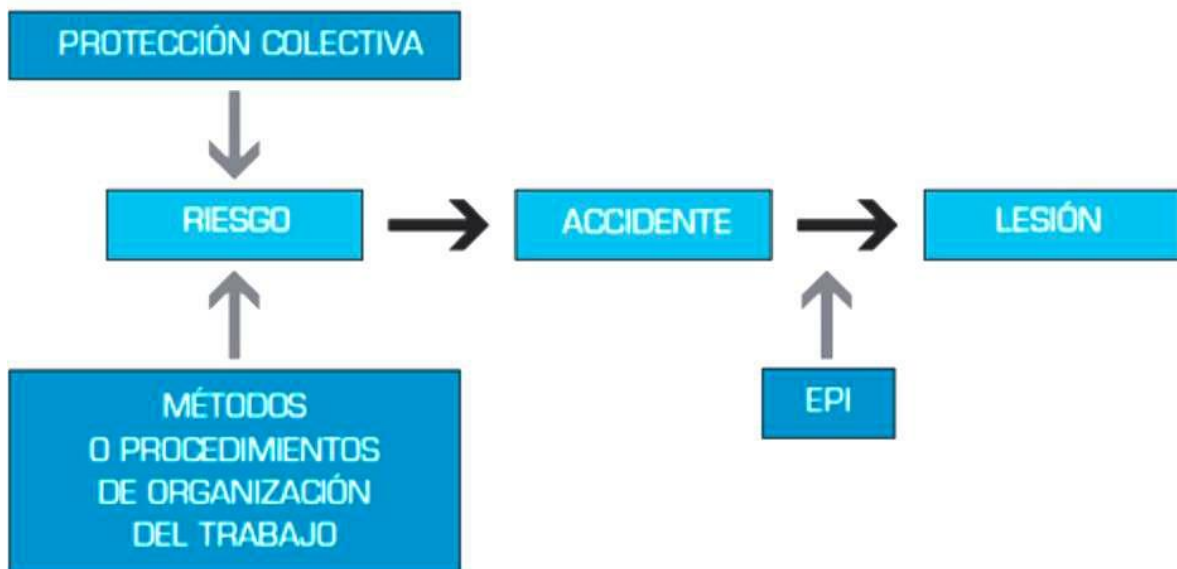 PROTECCIÓN COLECTIVA
RIESGO
ACCIDENTE
LESIÓN
MÉTODOS
O PROCEDIMIENTOS
DE ORGANIZACIÓN
DEL TRABAJO
EPI